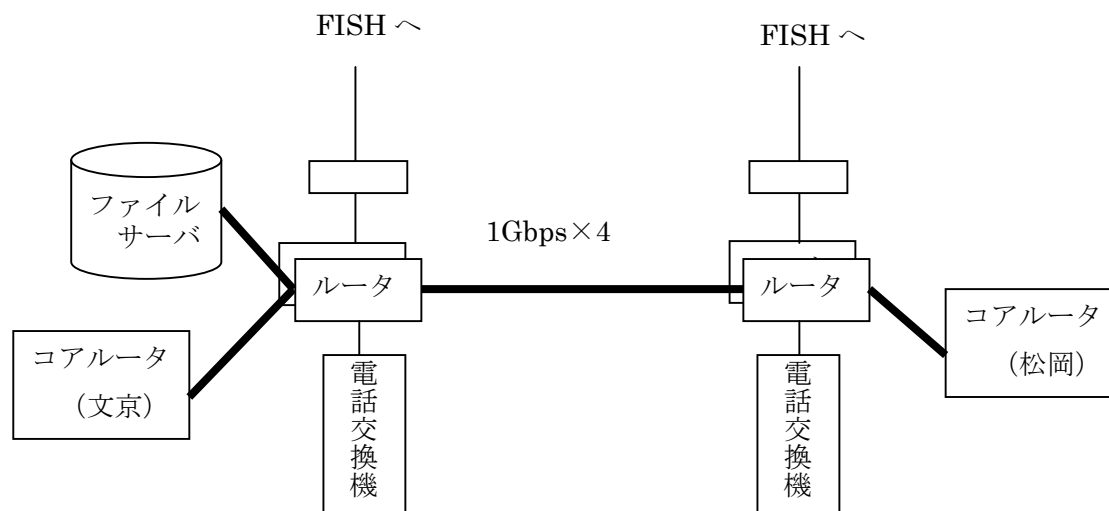 FISH へ
FISH へ
ファイル
サーバ
1Gbps×4
ルータ
ルータ
コアルータ
(文京)
コアルータ
(松岡)
電話交換機
電話交換機